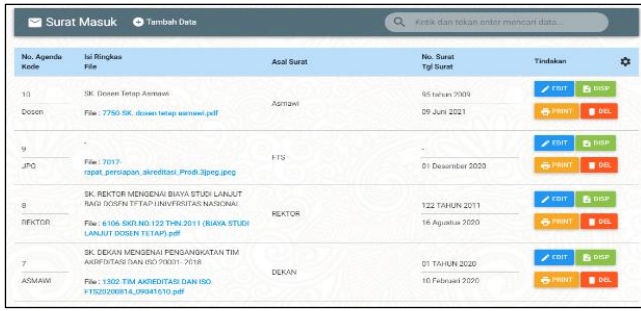 Surat Masuk Tambah Data Ketik dan tekan enter mencari data...
No. Agenda Isi Ringkas Asal Surat No. Surat Tindakan
Kode File Tgl Surat
10 SK. Dosen Tetap Asmawi Asmawi 95 tahun 2009 EDIT DISP
Dosen File : 7750-SK. dosen tetap asmawi.pdf 09 Juni 2021 PRINT DEL
9 - FTS - EDIT DISP
JPG File : 7017- 01 Desember 2020 PRINT DEL
rapat_persiapan_akreditasi_Prodi.3jpeg.jpeg
SK. REKTOR MENGENAI BIAYA STUDI LANJUT
8 BAGI DOSEN TETAP UNIVERSITAS NASIONAL REKTOR 122 TAHUN 2011 EDIT DISP
REKTOR File : 6106-SKR.NO.122 THN.2011 (BIAYA STUDI 16 Agustus 2020 PRINT DEL
LANJUT DOSEN TETAP).pdf
SK. DEKAN MENGENAI PENGANGKATAN TIM
7 AKREDITASI DAN ISO 20001- 2018 DEKAN 01 TAHUN 2020 EDIT DISP
ASMAWI File : 1302-TIM AKREDITASI DAN ISO 10 Februari 2020 PRINT DEL
FTS20200814_09041610.pdf